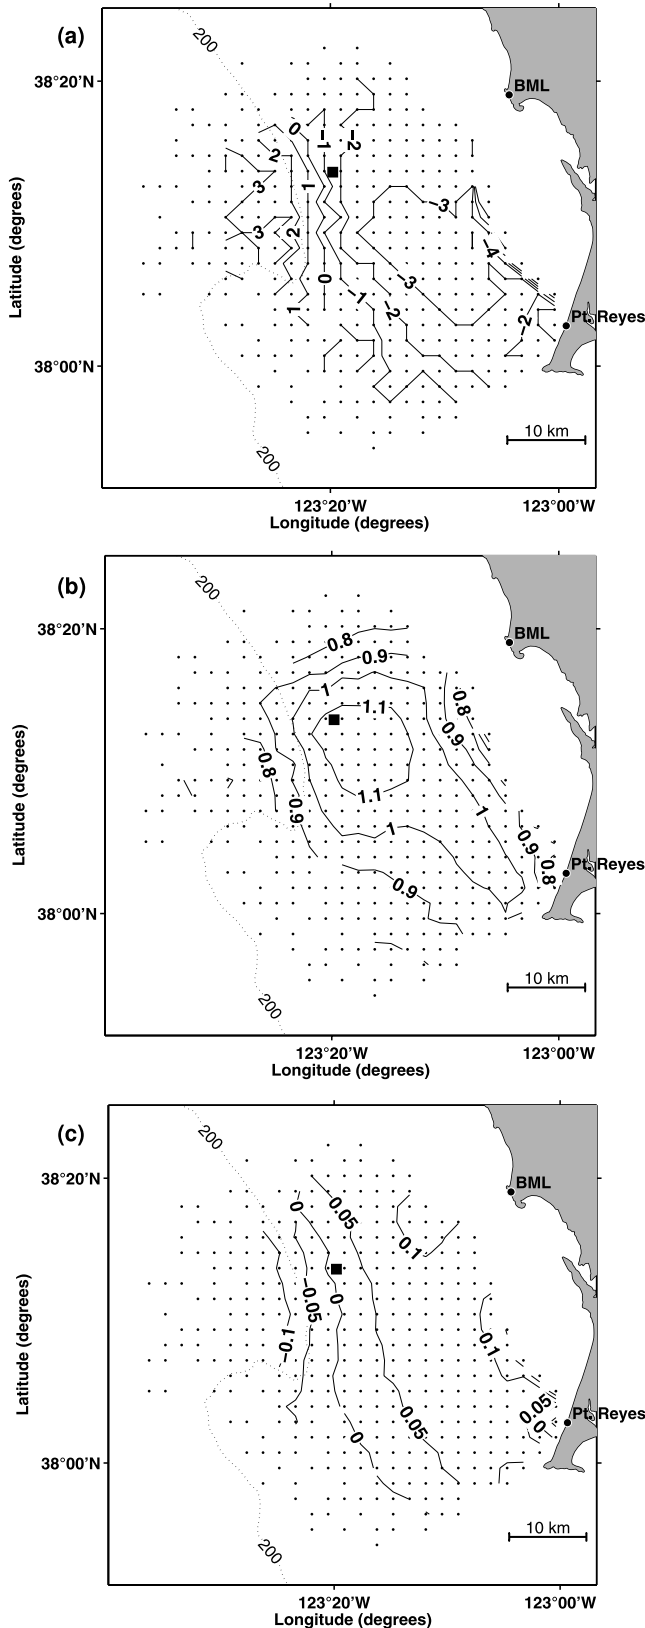 (a)
200
38°20'N
BML
0
−1
−2
2
3
1
−3
3
2
−4
0
−3
−1
−2
1
−2
Pt. Reyes
38°00'N
10 km
200
123°20'W
123°00'W
Longitude (degrees)
Latitude (degrees)
(b)
200
38°20'N
BML
0.8
0.9
1
0.8
1.1
0.9
0.8
1.1
0.9
1
1
0.9
0.8
Pt. Reyes
0.9
38°00'N
10 km
200
123°20'W
123°00'W
Longitude (degrees)
Latitude (degrees)
(c)
200
38°20'N
BML
0
0.05
0.1
−0.05
0
−0.1
0.1
0.05
0.05
0.0
Pt. Reyes
0
38°00'N
10 km
200
123°20'W
123°00'W
Longitude (degrees)
Latitude (degrees)